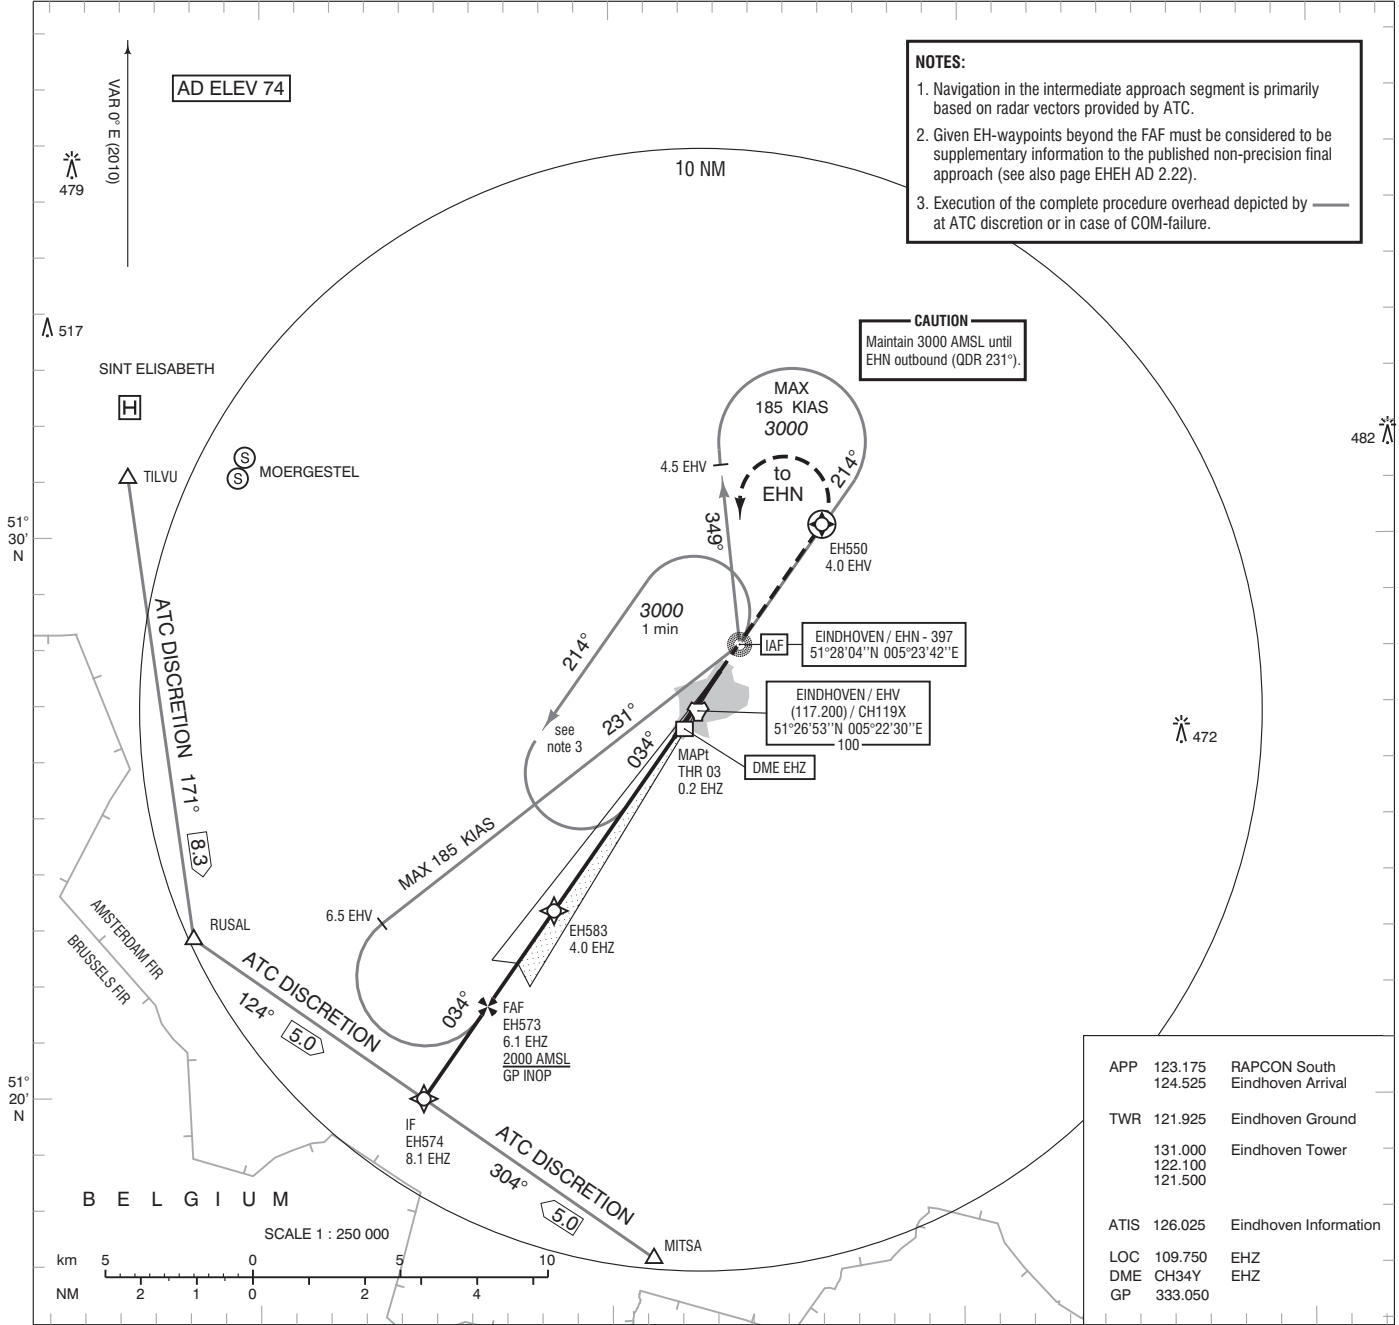 AD ELEV 74
VAR 0° E (2010)
479
10 NM
NOTES:
1. Navigation in the intermediate approach segment is primarily
based on radar vectors provided by ATC.
2. Given EH-waypoints beyond the FAF must be considered to be
supplementary information to the published non-precision final
approach (see also page EHEH AD 2.22).
3. Execution of the complete procedure overhead depicted by
at ATC discretion or in case of COM-failure.
517
CAUTION
Maintain 3000 AMSL until
EHN outbound (QDR 231°).
SINT ELISABETH
H
MAX
185 KIAS
3000
482
S
S
MOERGESTEL
TILVU
4.5 EHV
to
EHN
214°
349°
51°
30'
N
EH550
4.0 EHV
3000
1 min
214°
IAF
EINDHOVEN / EHN - 397
51°28'04''N 005°23'42''E
ATC DISCRETION 171°
8.3
see
note 3
231°
034°
EINDHOVEN / EHV
(117.200) / CH119X
51°26'53''N 005°22'30''E
100
472
MAPt
THR 03
0.2 EHZ
DME EHZ
MAX 185 KIAS
6.5 EHV
RUSAL
AMSTERDAM FIR
BRUSSELS FIR
EH583
4.0 EHZ
ATC DISCRETION
124°
5.0
034°
FAF
EH573
6.1 EHZ
2000 AMSL
GP INOP
51°
20'
N
IF
EH574
8.1 EHZ
ATC DISCRETION
304°
5.0
MITSA
BELGIUM
SCALE 1 : 250 000
km 5 0 5 10
NM 2 1 0 2 4
APP 123.175 RAPCON South
124.525 Eindhoven Arrival
TWR 121.925 Eindhoven Ground
131.000 Eindhoven Tower
122.100
121.500
ATIS 126.025 Eindhoven Information
LOC 109.750 EHZ
DME CH34Y EHZ
GP 333.050